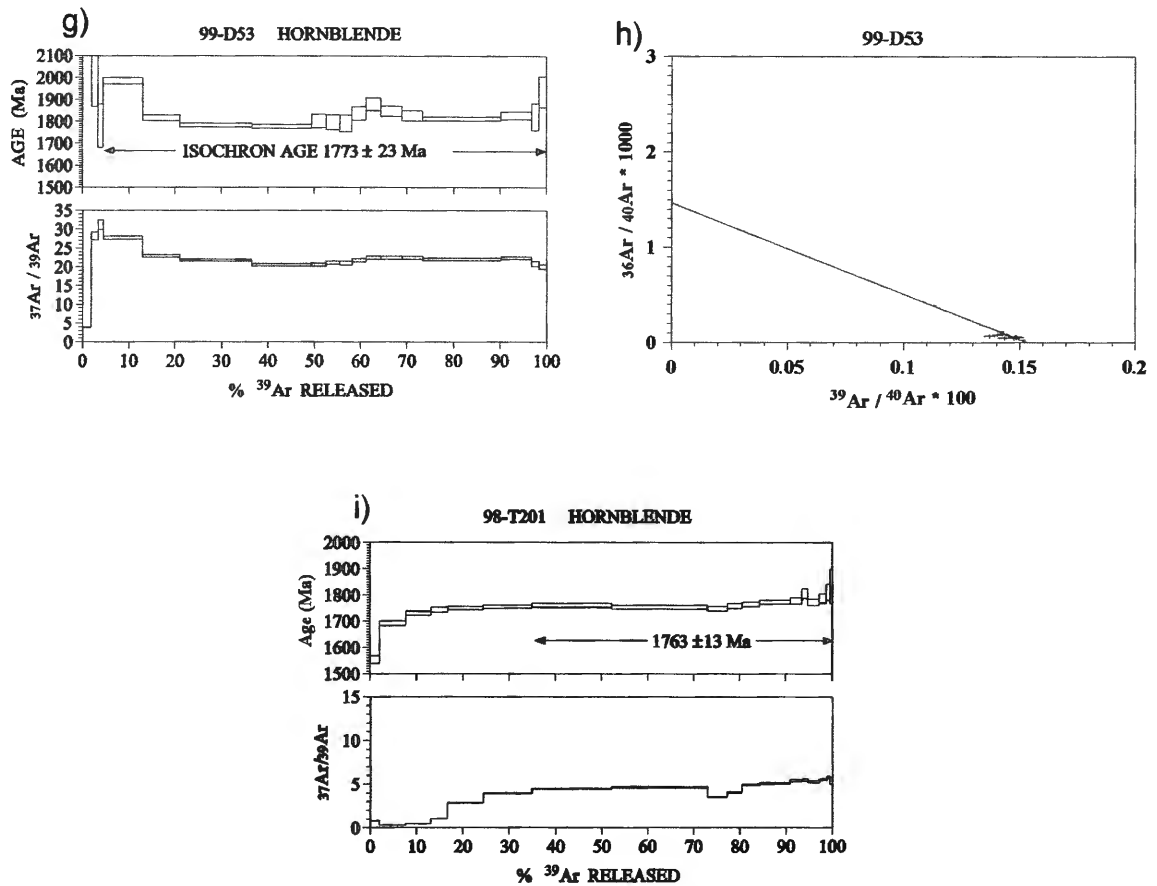 g)
99-D53 HORNBLENDE
AGE (Ma)
2100
2000
1900
1800
1700
1600
1500
ISOCHRON AGE 1773 ± 23 Ma
37Ar / 39Ar
35
30
25
20
15
10
5
0
0 10 20 30 40 50 60 70 80 90 100
% 39Ar RELEASED
h)
99-D53
36Ar / 40Ar * 1000
3
2
1
0
0 0.05 0.1 0.15 0.2
39Ar / 40Ar * 100
i)
98-T201 HORNBLENDE
Age (Ma)
2000
1900
1800
1700
1600
1500
1763 ±13 Ma
37Ar/39Ar
15
10
5
0
0 10 20 30 40 50 60 70 80 90 100
% 39Ar RELEASED